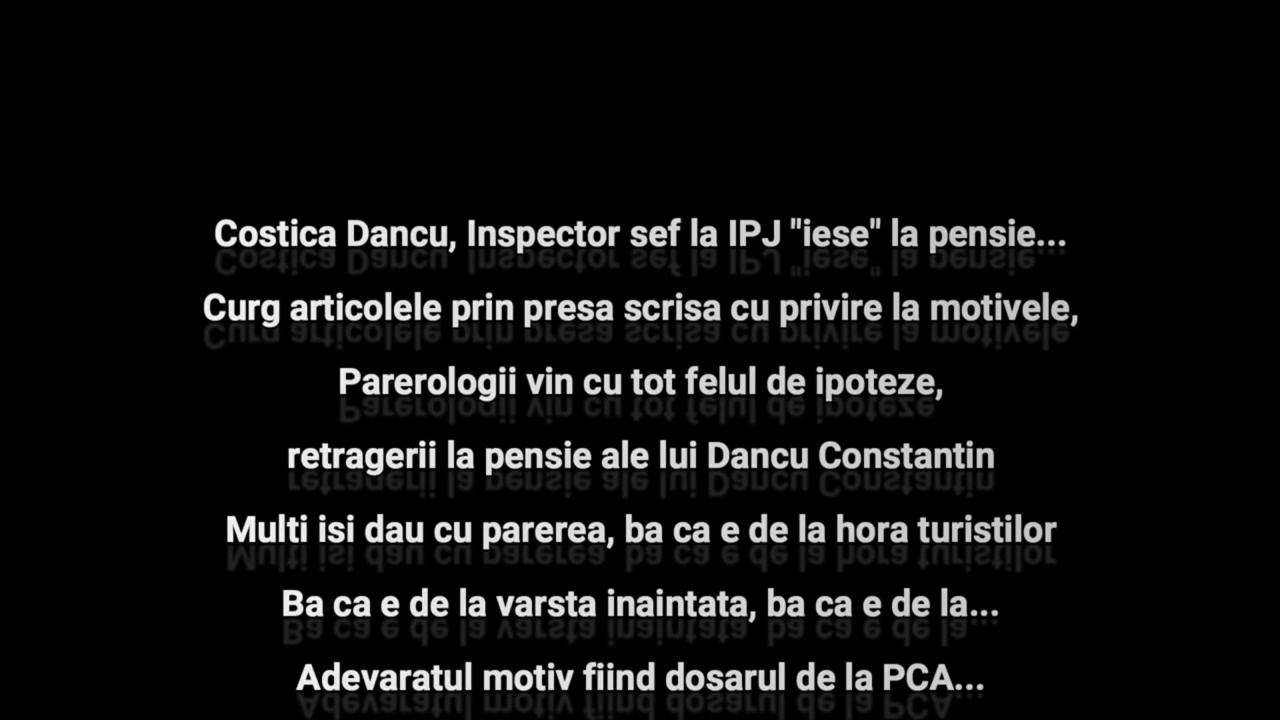 Costica Dancu, Inspector sef la IPJ "iese" la pensie...
Curg articolele prin presa scrisa cu privire la motivele,
Parerologii vin cu tot felul de ipoteze,
retragerii la pensie ale lui Dancu Constantin
Multi isi dau cu parerea, ba ca e de la hora turistilor
Ba ca e de la varsta inaintata, ba ca e de la...
Adevaratul motiv fiind dosarul de la PCA...